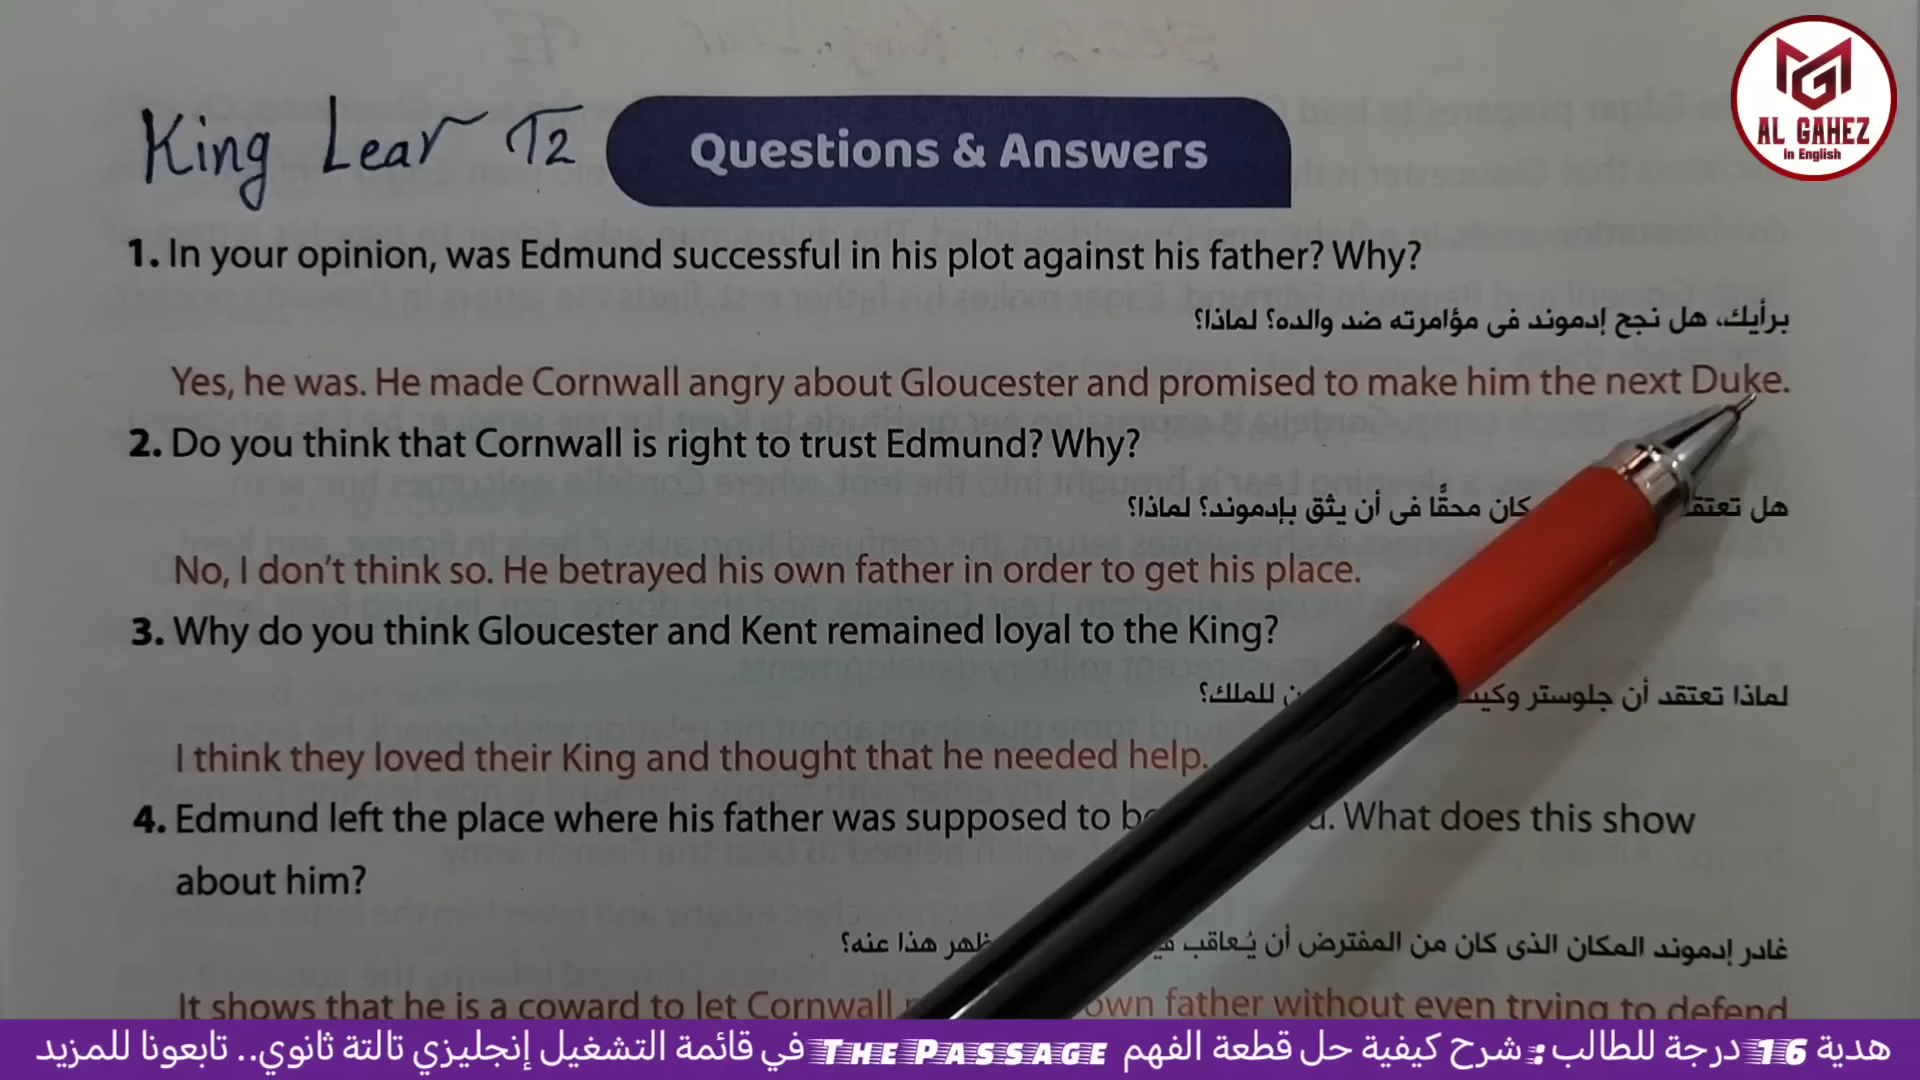 King Lear T2
Questions & Answers
MG
AL GAHEZ
In English
1. In your opinion, was Edmund successful in his plot against his father? Why?
برأيك، هل نجح إدموند فى مؤامرته ضد والده؟ لماذا؟
Yes, he was. He made Cornwall angry about Gloucester and promised to make him the next Duke.
2. Do you think that Cornwall is right to trust Edmund? Why?
هل كان محقًّا فى أن يثق بإدموند؟ لماذا؟
No, I don't think so. He betrayed his own father in order to get his place.
3. Why do you think Gloucester and Kent remained loyal to the King?
لماذا تعتقد أن جلوستر للملك؟
I think they loved their King and thought that he needed help.
4. Edmund left the place where his father was supposed to What does this show
about him?
غادر إدموند المكان الذى كان من المفترض أن يُعاقب هذا عنه؟
It shows that he is a coward to let Cornwall own father without even trying to defend
هدية 16 درجة للطالب: شرح كيفية حل قطعة الفهم THE PASSAGE في قائمة التشغيل إنجليزي تالتة ثانوي.. تابعونا للمزيد